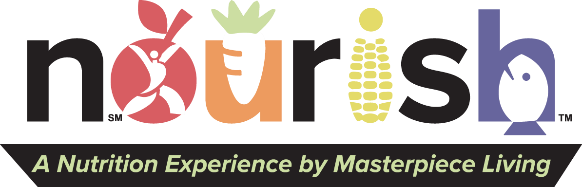 nourish
SM
TM
A Nutrition Experience by Masterpiece Living